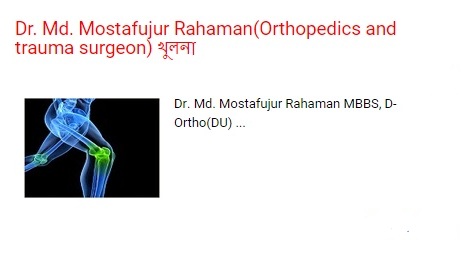 Dr. Md. Mostafujur Rahaman(Orthopedics and
trauma surgeon) খুলনা
Dr. Md. Mostafujur Rahaman MBBS, D-
Ortho(DU) ...